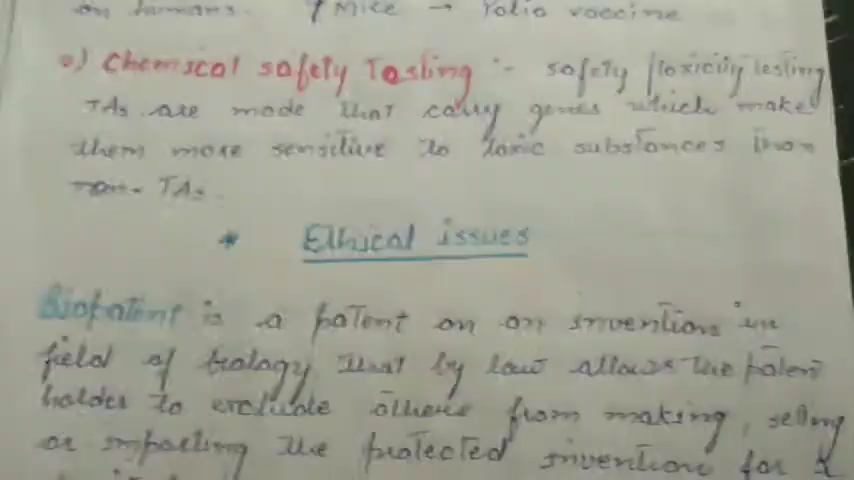 on humans. Mice → Polio vaccine
o) Chemical safety Testing :- safety / toxicity testing
TAs are made that carry genes which make
them more sensitive to toxic substances than
non-TAs.
* Ethical issues
Biopatent is a patent on an invention in
field of biology that by law allows the patent
holder to exclude others from making, selling
or importing the protected invention for